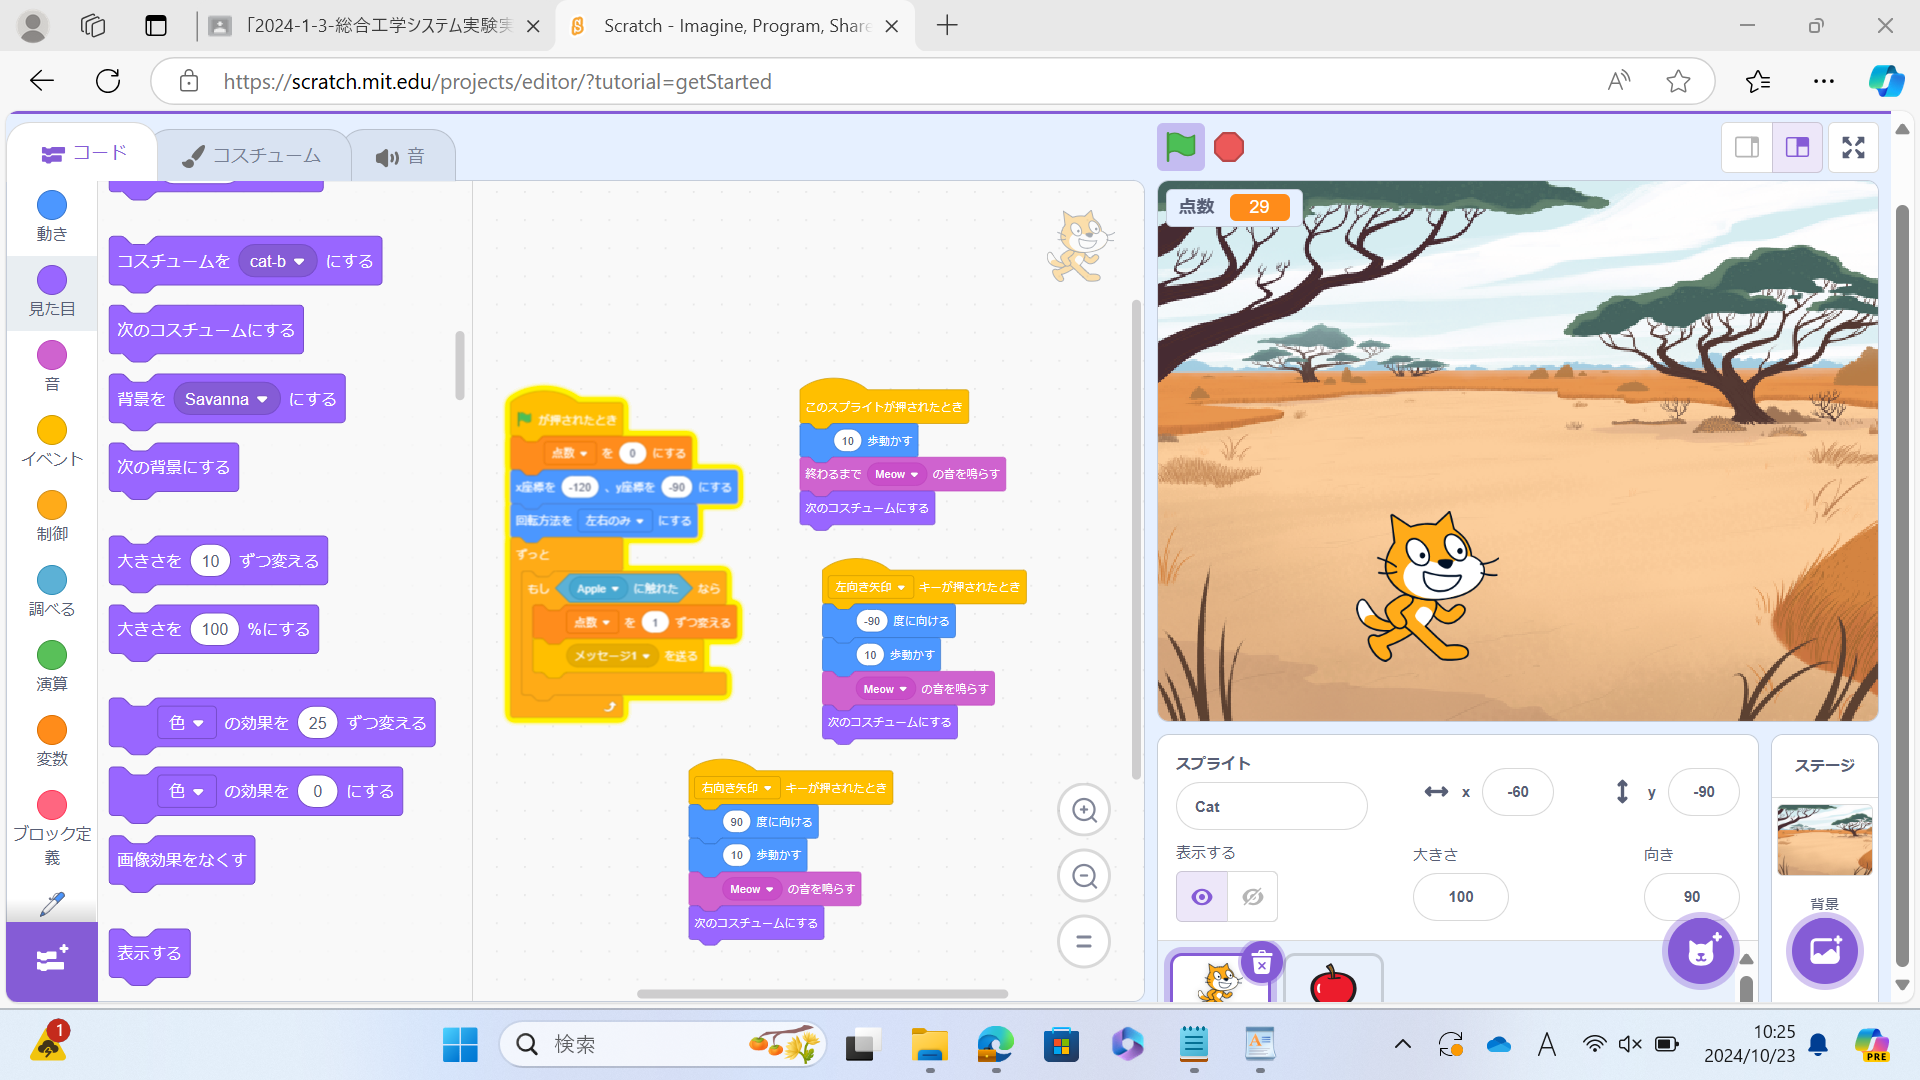 「2024-1-3-総合工学システム実験実
Scratch - Imagine, Program, Share
https://scratch.mit.edu/projects/editor/?tutorial=getStarted
コード
コスチューム
音
動き
見た目
音
イベント
制御
調べる
演算
変数
ブロック定
義
コスチュームを cat-b にする
次のコスチュームにする
背景を Savanna にする
次の背景にする
大きさを 10 ずつ変える
大きさを 100 %にする
色 の効果を 25 ずつ変える
色 の効果を 0 にする
画像効果をなくす
表示する
が押されたとき
点数 を 0 にする
x座標を -120 、y座標を -90 にする
回転方法を 左右のみ にする
ずっと
もし Apple に触れた なら
点数 を 1 ずつ変える
メッセージ1 を送る
このスプライトが押されたとき
10 歩動かす
終わるまで Meow の音を鳴らす
次のコスチュームにする
左向き矢印 キーが押されたとき
-90 度に向ける
10 歩動かす
Meow の音を鳴らす
次のコスチュームにする
右向き矢印 キーが押されたとき
90 度に向ける
10 歩動かす
Meow の音を鳴らす
次のコスチュームにする
点数 29
スプライト
Cat
x -60
y -90
表示する
大きさ
100
向き
90
ステージ
背景
1
検索
A
10:25
2024/10/23
PRE